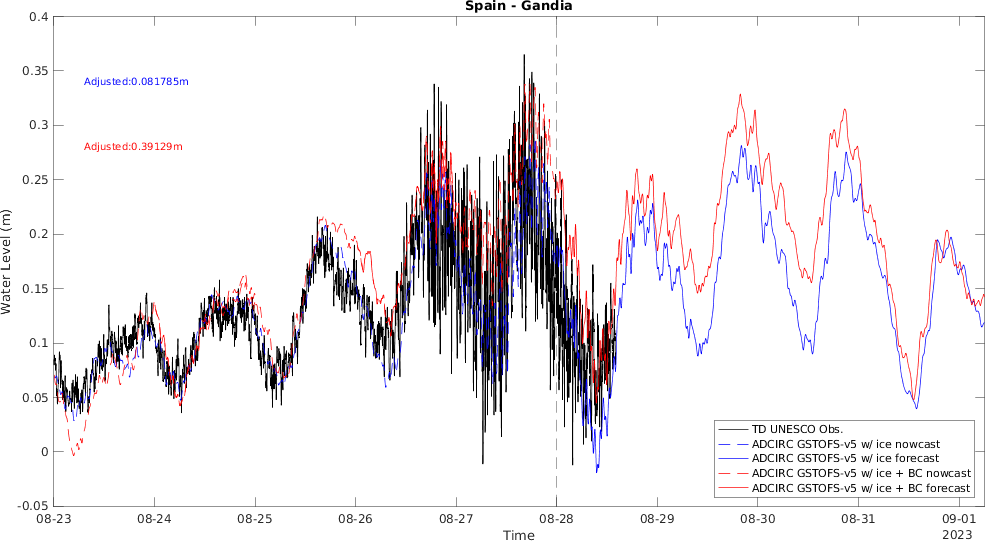 Spain - Gandia
0.4
0.35
0.3
0.25
0.2
0.15
0.1
0.05
0
-0.05
Water Level (m)
Adjusted:0.081785m
Adjusted:0.39129m
TD UNESCO Obs.
ADCIRC GSTOFS-v5 w/ ice nowcast
ADCIRC GSTOFS-v5 w/ ice forecast
ADCIRC GSTOFS-v5 w/ ice + BC nowcast
ADCIRC GSTOFS-v5 w/ ice + BC forecast
08-23 08-24 08-25 08-26 08-27 08-28 08-29 08-30 08-31 09-01
Time
2023